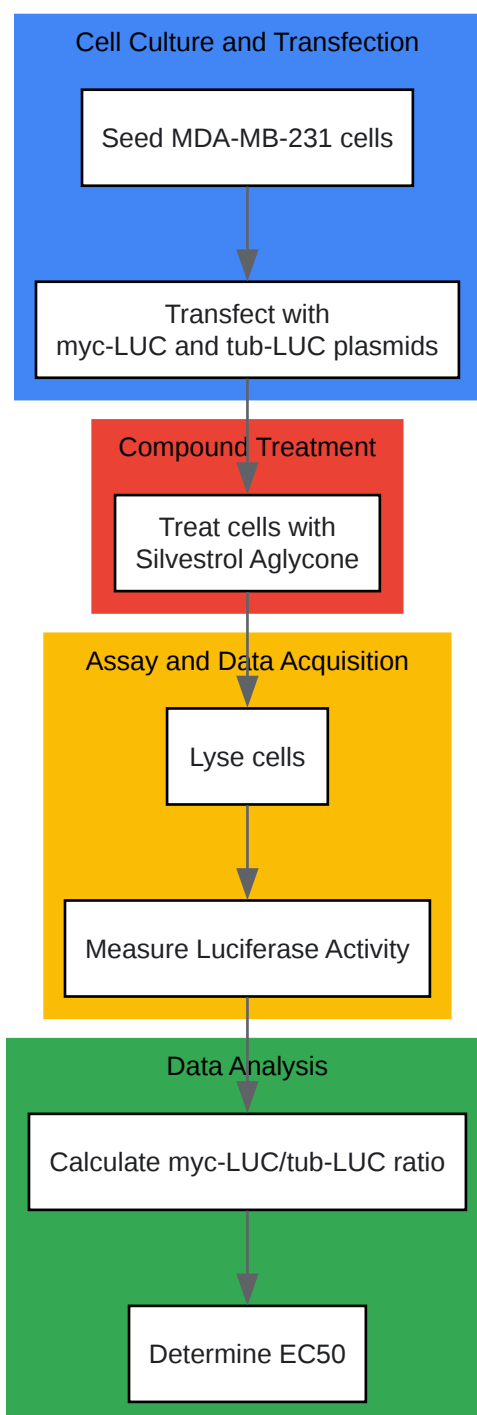 Cell Culture and Transfection
Seed MDA-MB-231 cells
Transfect with
myc-LUC and tub-LUC plasmids
Compound Treatment
Treat cells with
Silvestrol Aglycone
Assay and Data Acquisition
Lyse cells
Measure Luciferase Activity
Data Analysis
Calculate myc-LUC/tub-LUC ratio
Determine EC50